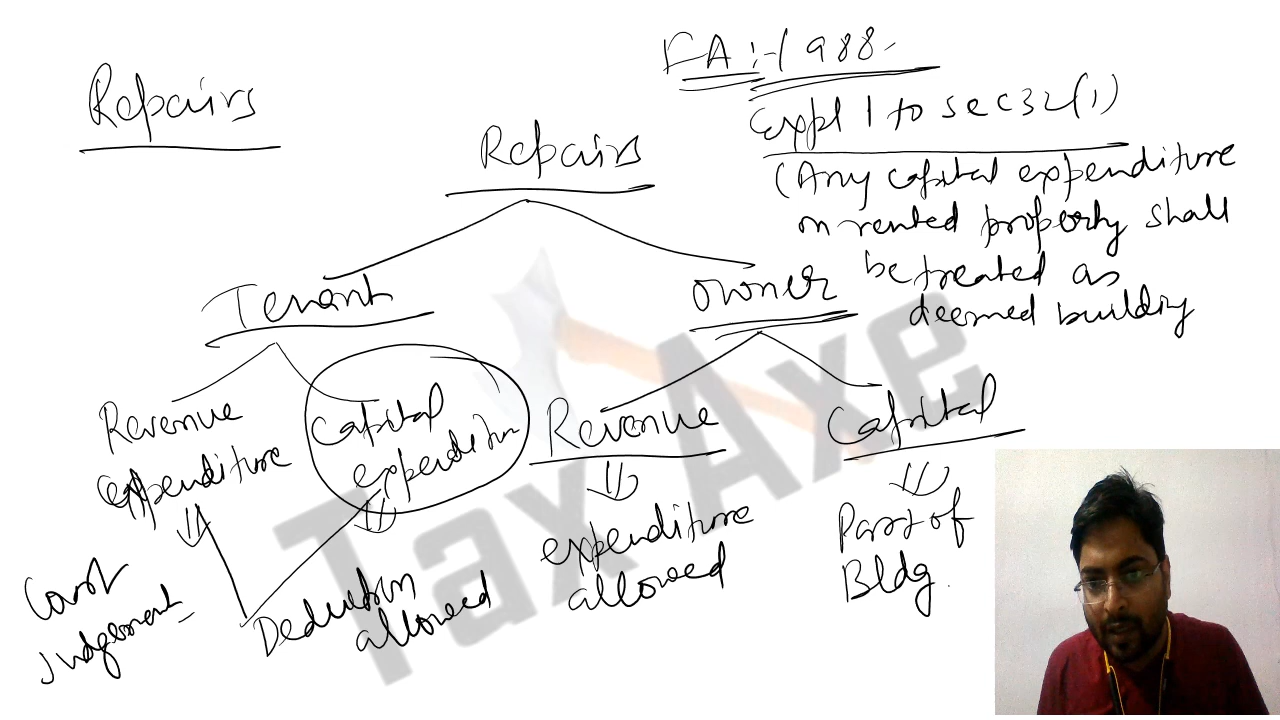 Repairs
FA:-1988-
Expl 1 to sec 32(1)
(Any capital expenditure
on rented property shall
be treated as
deemed building
Repairs
Tenant
Owner
Revenue
expenditure
Capital
expenditure
Revenue
Capital
Court
Judgement
Deduction
allowed
expenditure
allowed
Part of
Bldg.
Tax Axe